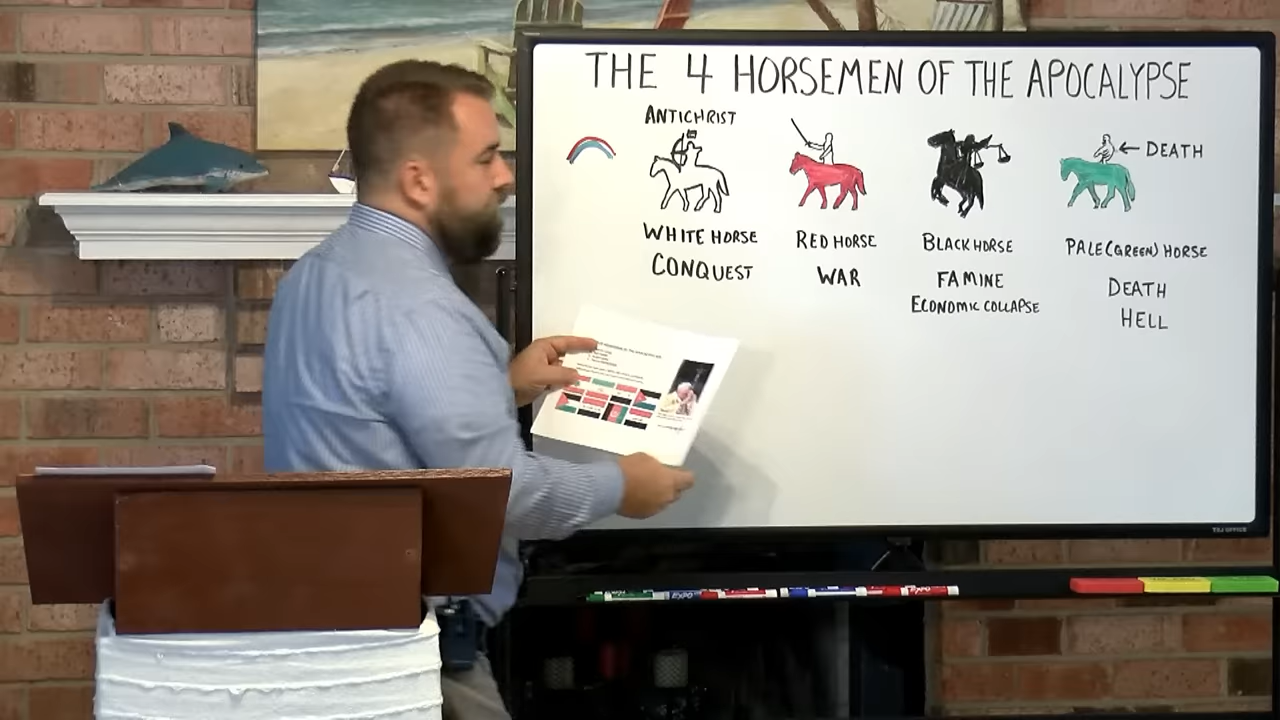 THE 4 HORSEMEN OF THE APOCALYPSE
ANTICHRIST
← DEATH
WHITE HORSE
RED HORSE
BLACK HORSE
PALE (GREEN) HORSE
CONQUEST
WAR
FAMINE
DEATH
ECONOMIC COLLAPSE
HELL
EXPO